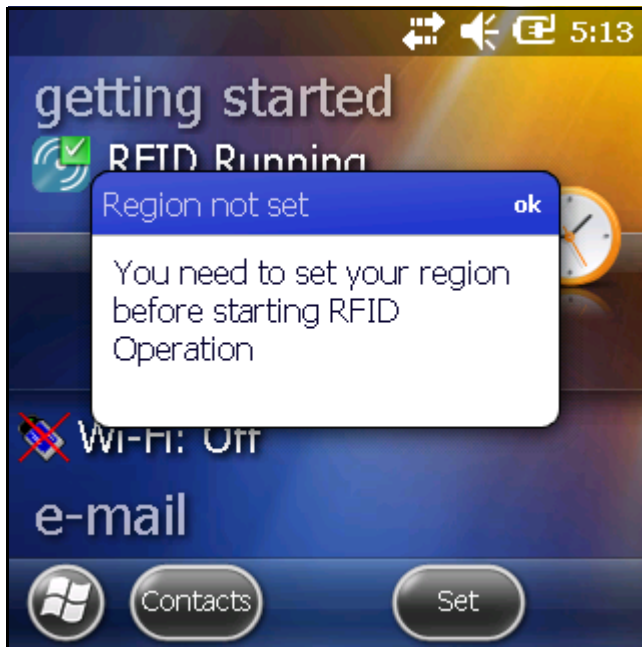 5:13
getting started
RFID Running
Region not set ok
You need to set your region
before starting RFID
Operation
Wi-Fi: Off
e-mail
Contacts Set